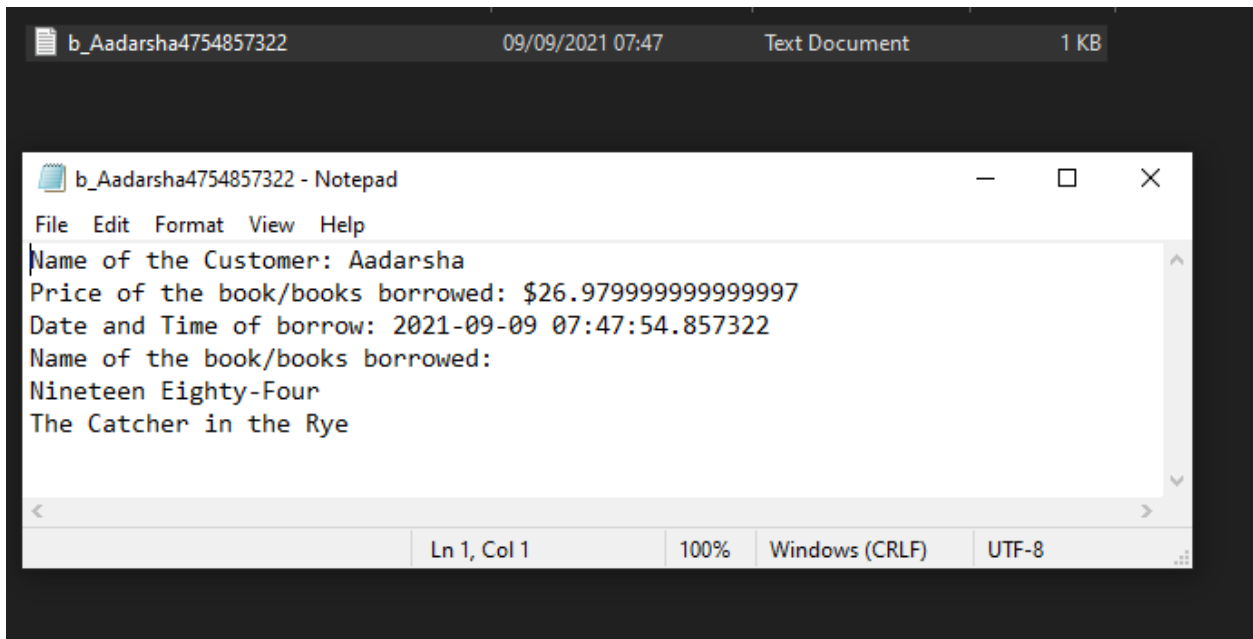 b_Aadarsha4754857322 09/09/2021 07:47 Text Document 1 KB
b_Aadarsha4754857322 - Notepad
File Edit Format View Help
Name of the Customer: Aadarsha
Price of the book/books borrowed: $26.979999999999997
Date and Time of borrow: 2021-09-09 07:47:54.857322
Name of the book/books borrowed:
Nineteen Eighty-Four
The Catcher in the Rye
Ln 1, Col 1 100% Windows (CRLF) UTF-8